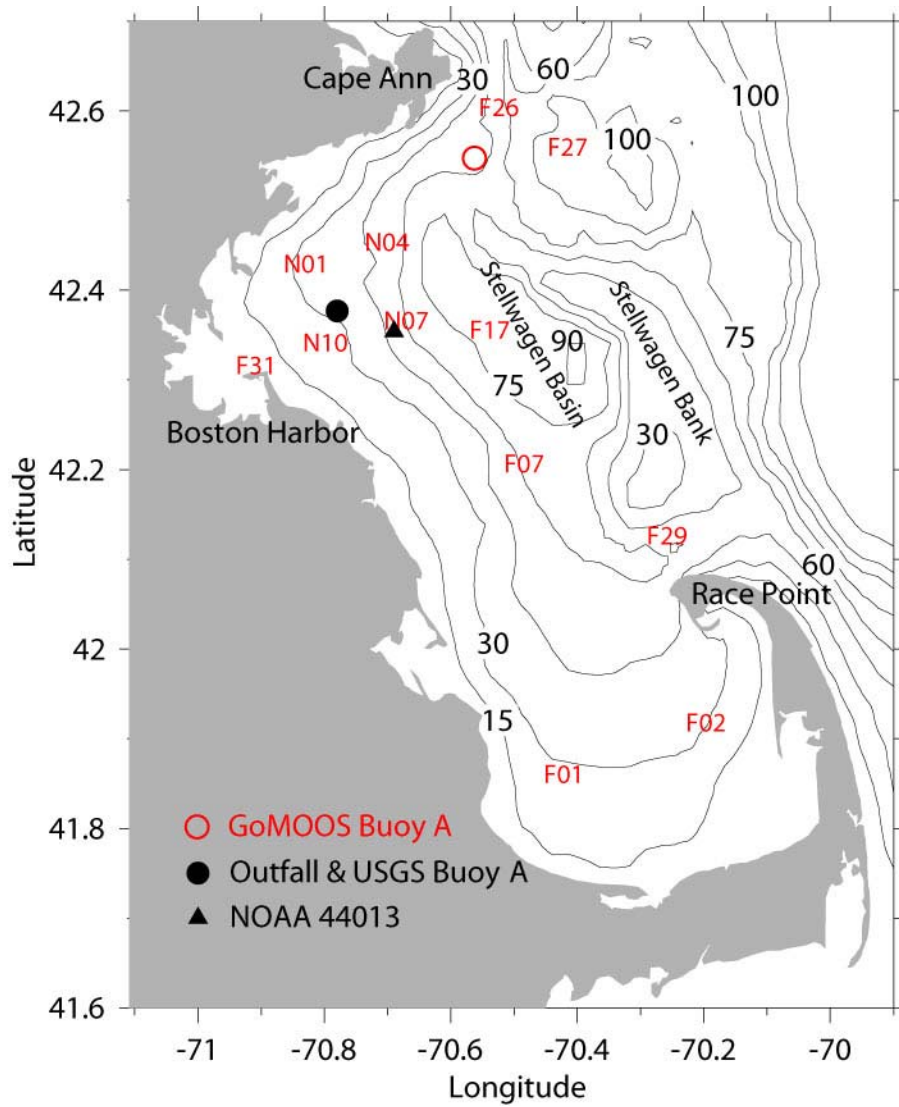 Cape Ann
30
60
100
42.6
F26
F27
100
N04
N01
42.4
N07
N10
F17
Stellwagen Basin
Stellwagen Bank
90
75
75
F31
Boston Harbor
30
F07
42.2
F29
60
Race Point
Latitude
42
30
15
F02
F01
41.8
GoMOOS Buoy A
Outfall & USGS Buoy A
NOAA 44013
41.6
-71
-70.8
-70.6
-70.4
-70.2
-70
Longitude